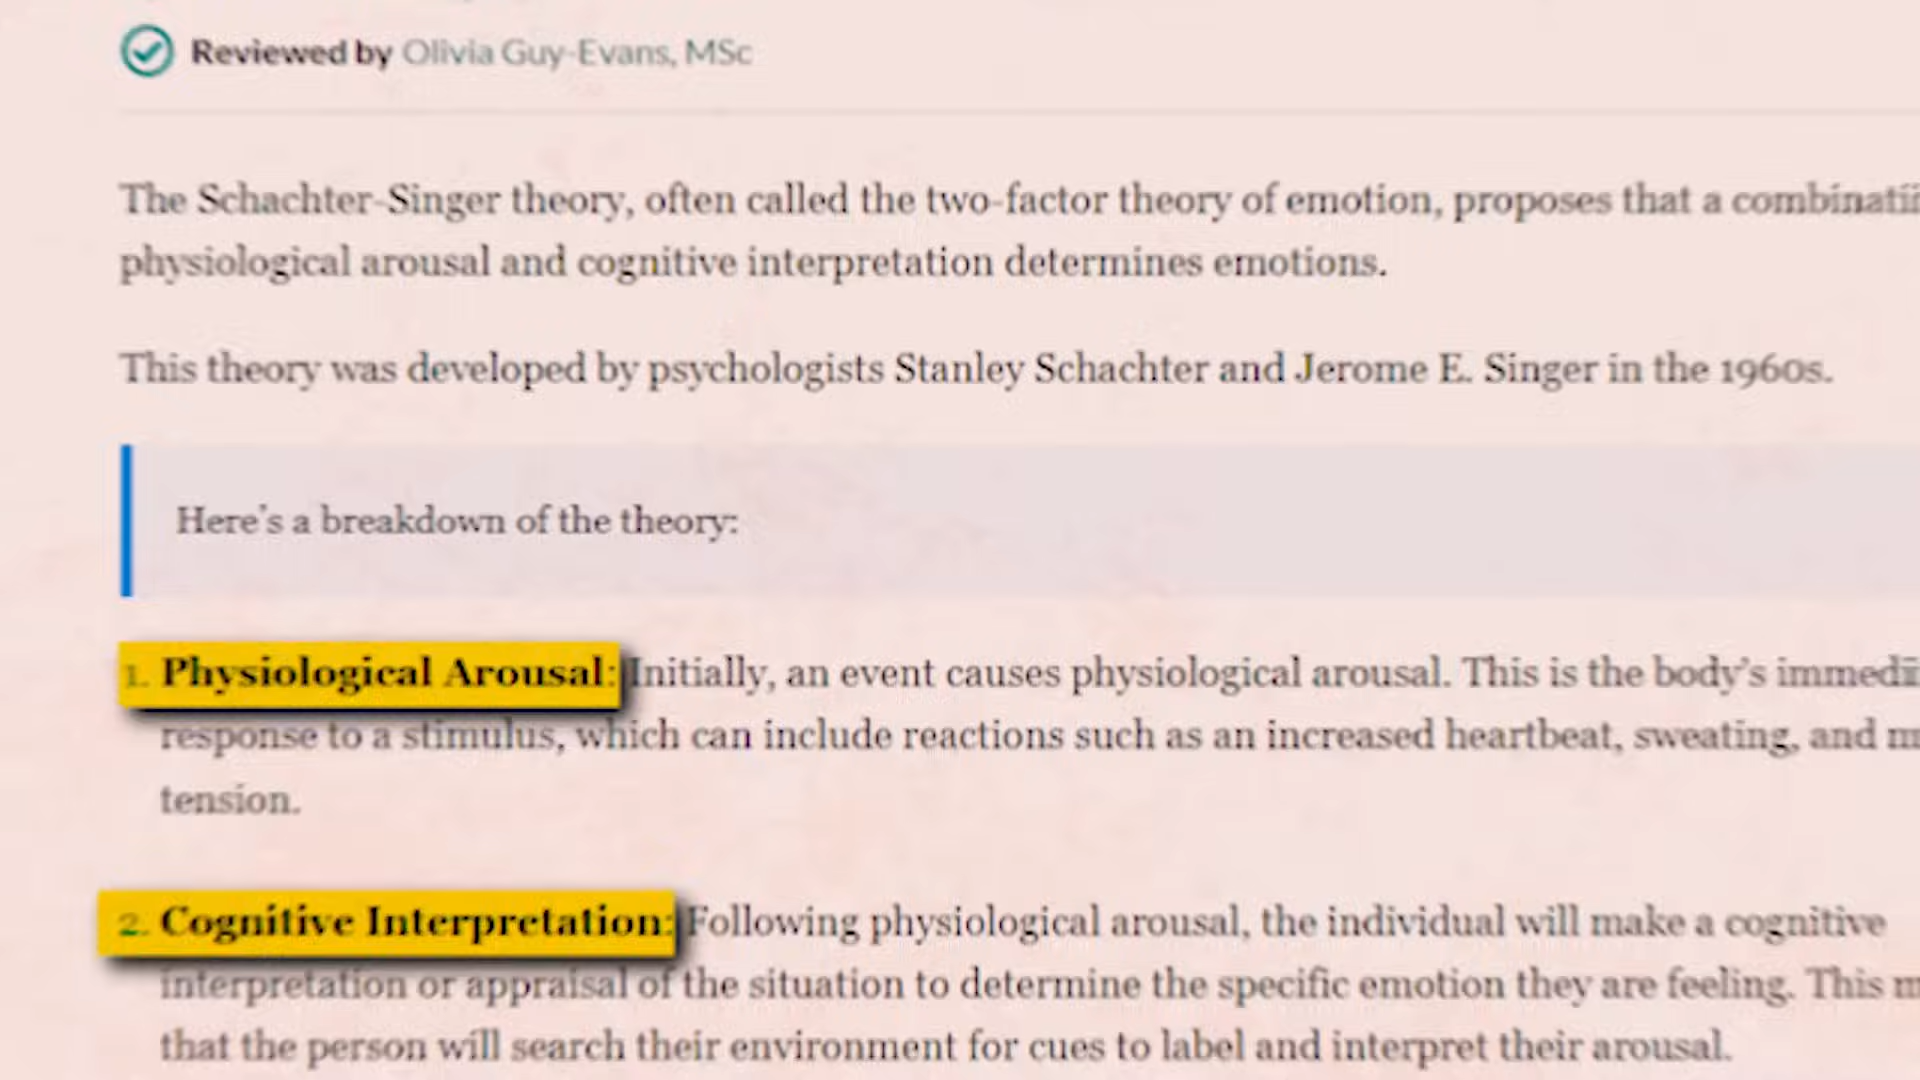 Reviewed by Olivia Guy-Evans, MSc
The Schachter-Singer theory, often called the two-factor theory of emotion, proposes that a
physiological arousal and cognitive interpretation determines emotions.
This theory was developed by psychologists Stanley Schachter and Jerome E. Singer in the 1960s.
Here's a breakdown of the theory:
1. Physiological Arousal: Initially, an event causes physiological arousal. This is the body's
response to a stimulus, which can include reactions such as an increased heartbeat, sweating, and
tension.
2. Cognitive Interpretation: Following physiological arousal, the individual will make a cognitive
interpretation or appraisal of the situation to determine the specific emotion they are feeling. This
that the person will search their environment for cues to label and interpret their arousal.